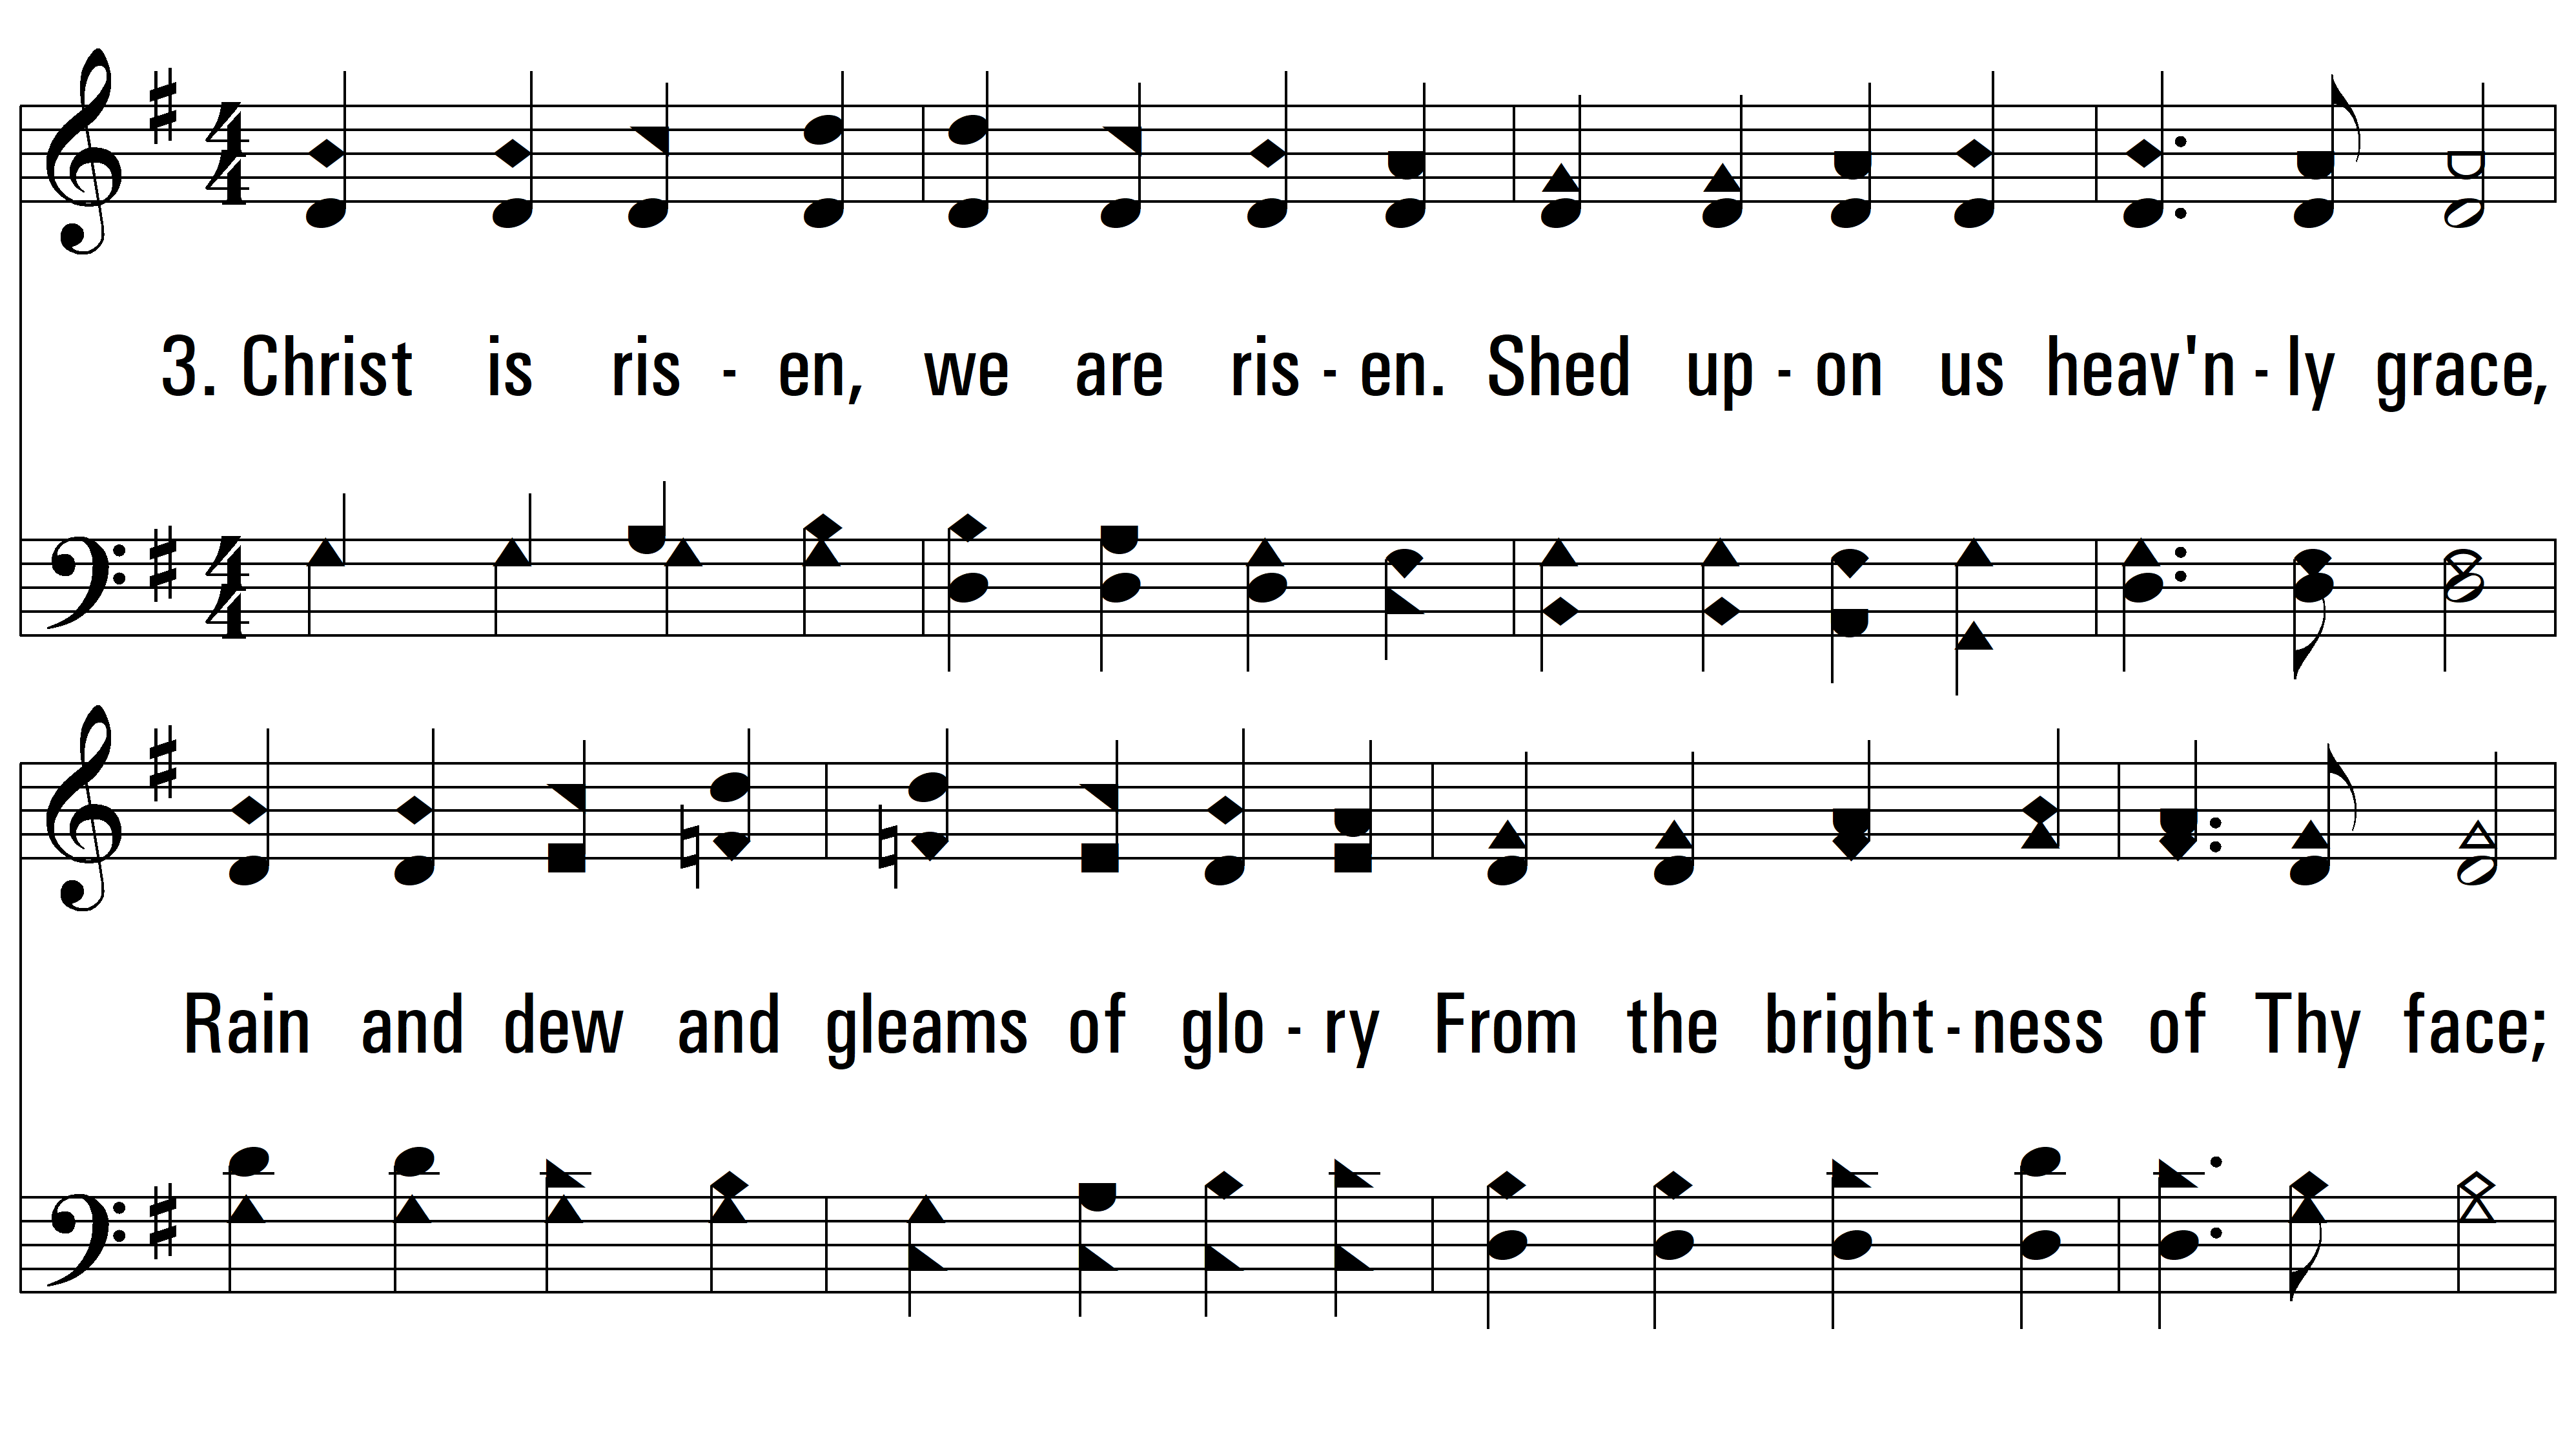 3. Christ is ris - en, we are ris - en. Shed up - on us heav'n - ly grace,
Rain and dew and gleams of glo - ry From the bright - ness of Thy face;